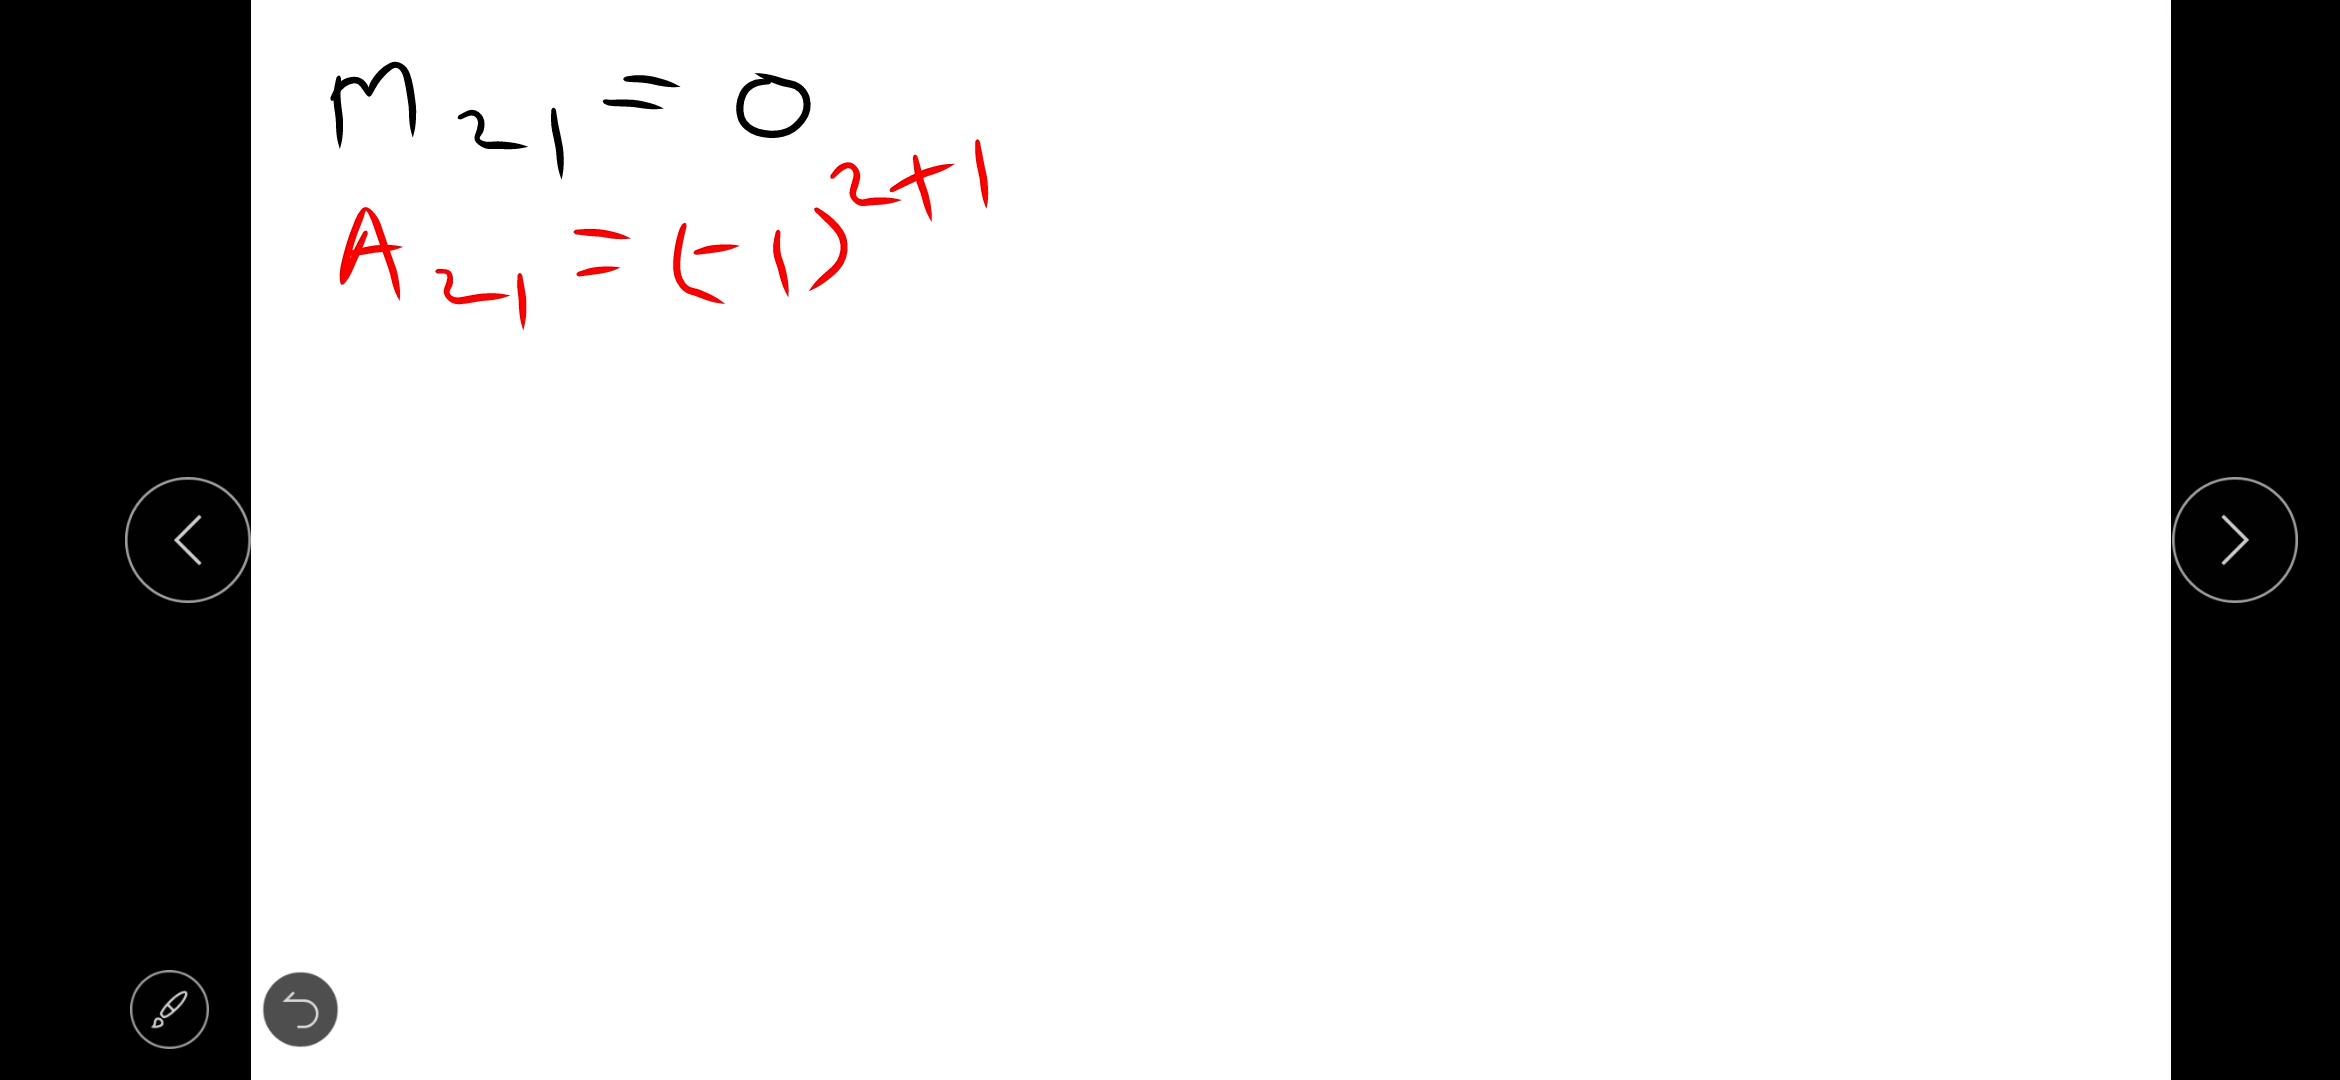 M₂₁ = 0
A₂₁ = (-1)²⁺¹